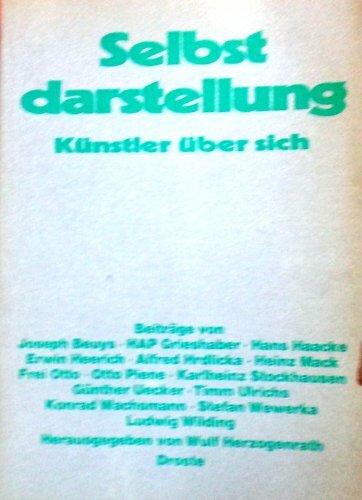 Selbst
darstellung
Künstler über sich
Beiträge von
Joseph Beuys · HAP Grieshaber · Hans Haacke
Erwin Heerich · Alfred Hrdlicka · Heinz Mack
Frei Otto · Otto Piene · Karlheinz Stockhausen
Günther Uecker · Timm Ulrichs
Konrad Wachsmann · Stefan Wewerka
Ludwig Wilding
Herausgegeben von Wulf Herzogenrath
Droste